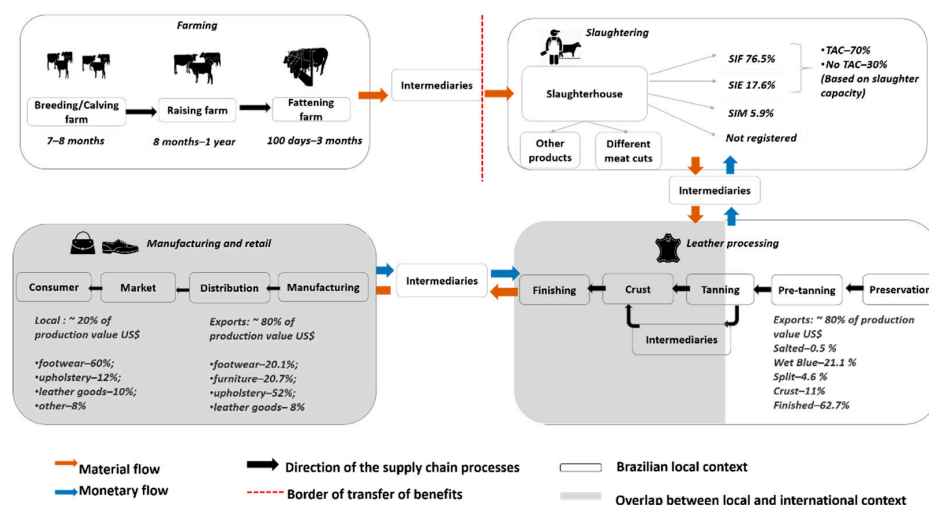 Farming
Breeding/Calving
farm
Raising farm
Fattening
farm
7–8 months
8 months–1 year
100 days–3 months
Intermediaries
Slaughtering
Slaughterhouse
Other
products
Different
meat cuts
SIF 76.5%
SIE 17.6%
SIM 5.9%
Not registered
•TAC–70%
•No TAC–30%
(Based on slaughter
capacity)
Intermediaries
Manufacturing and retail
Consumer
Market
Distribution
Manufacturing
Local : ~ 20% of
production value US$
•footwear–60%;
•upholstery–12%;
•leather goods–10%;
•other–8%
Exports: ~ 80% of
production value US$
•footwear–20.1%;
•furniture–20.7%;
•upholstery–52%;
•leather goods– 8%
Intermediaries
Leather processing
Finishing
Crust
Tanning
Pre-tanning
Preservation
Intermediaries
Exports: ~ 80% of production
value US$
Salted–0.5 %
Wet Blue–21.1 %
Split–4.6 %
Crust–11%
Finished–62.7%
Material flow
Monetary flow
Direction of the supply chain processes
Border of transfer of benefits
Brazilian local context
Overlap between local and international context